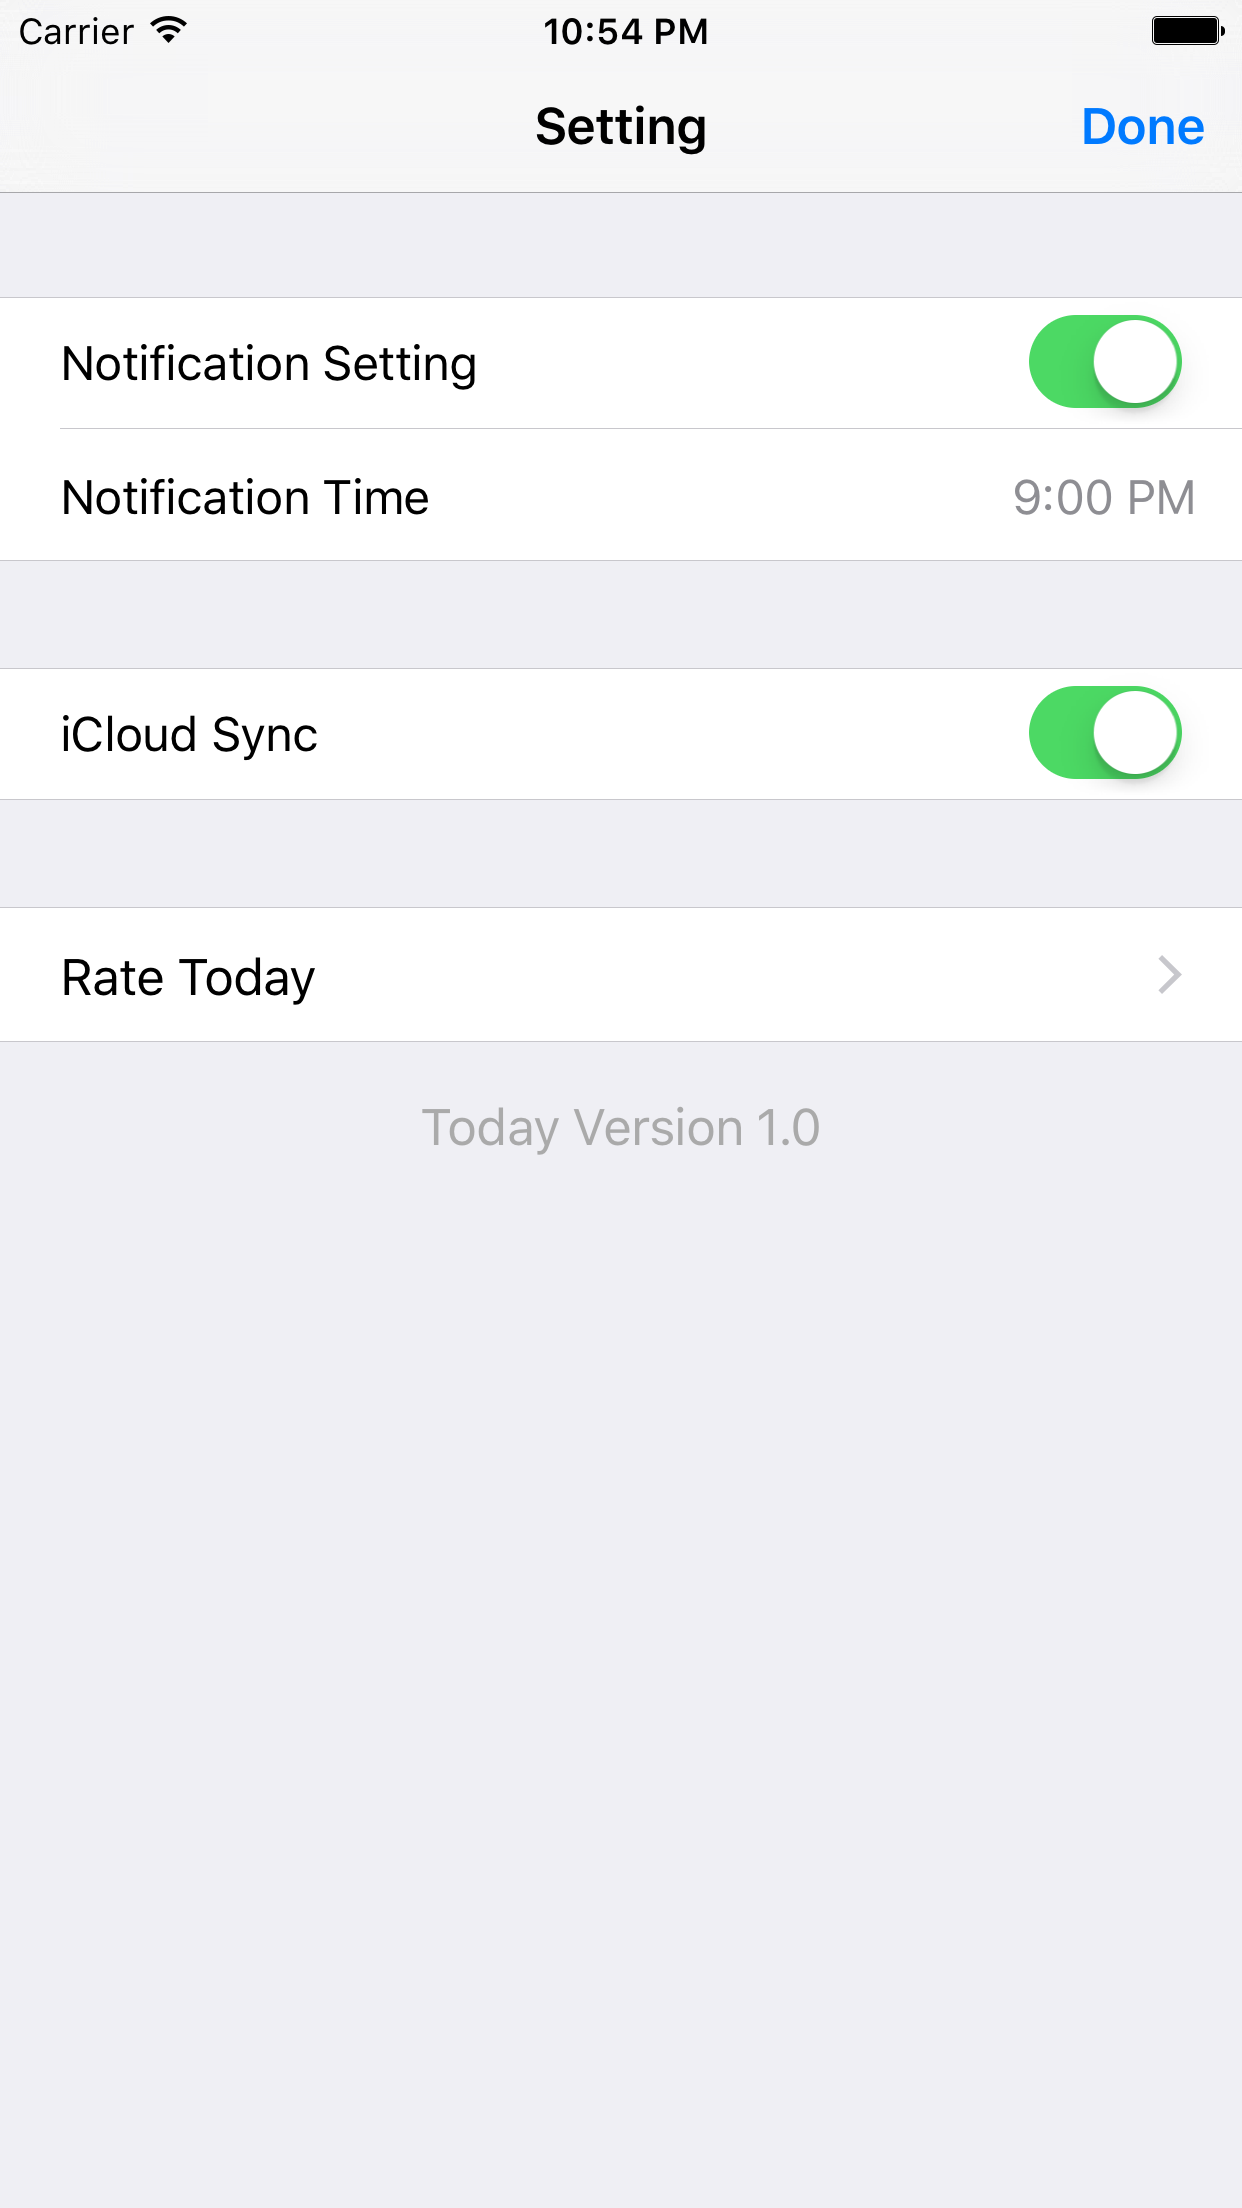 Carrier 10:54 PM
Setting Done
Notification Setting
Notification Time 9:00 PM
iCloud Sync
Rate Today
Today Version 1.0